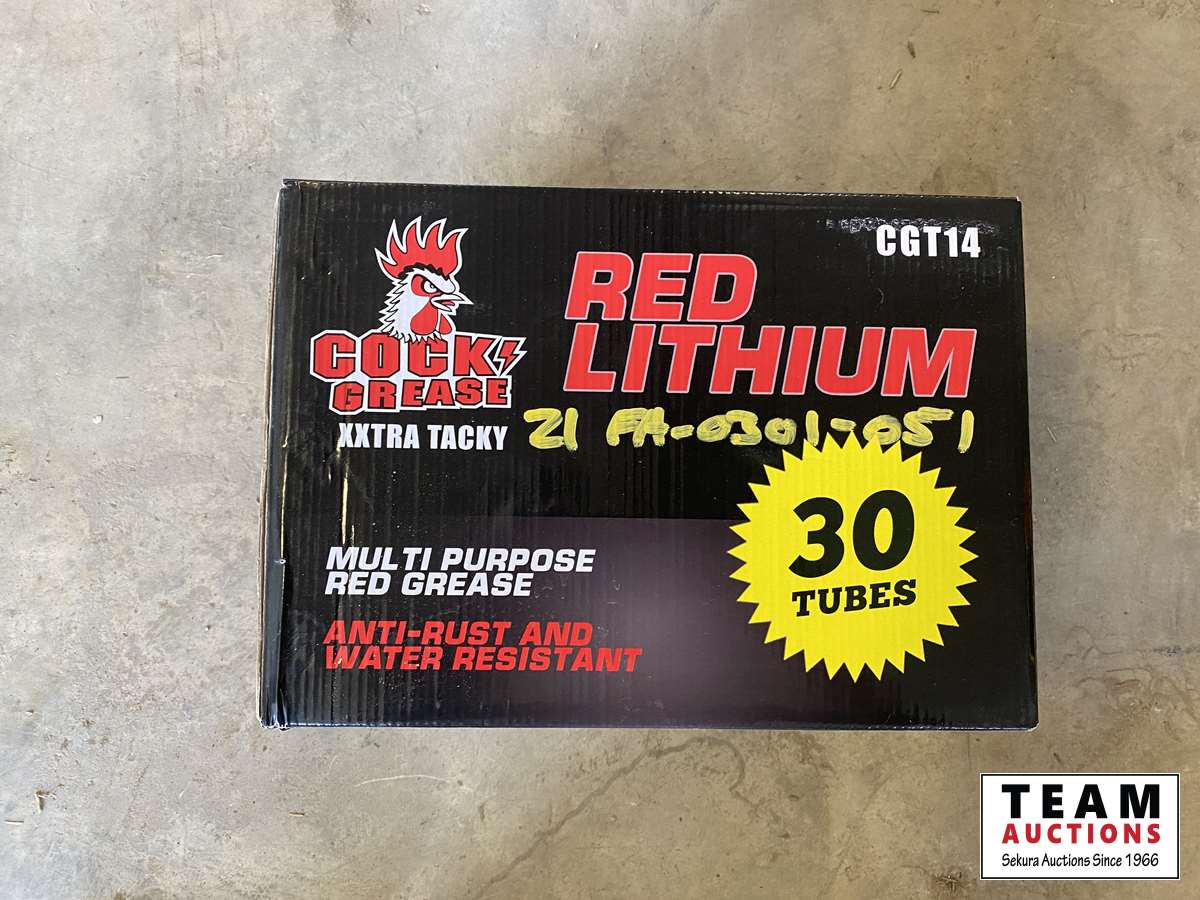 CGT14
RED
LITHIUM
COCK
GREASE
XXTRA TACKY
21 FA-0301-051
30
TUBES
MULTI PURPOSE
RED GREASE
ANTI-RUST AND
WATER RESISTANT
TEAM
AUCTIONS
Sekura Auctions Since 1966